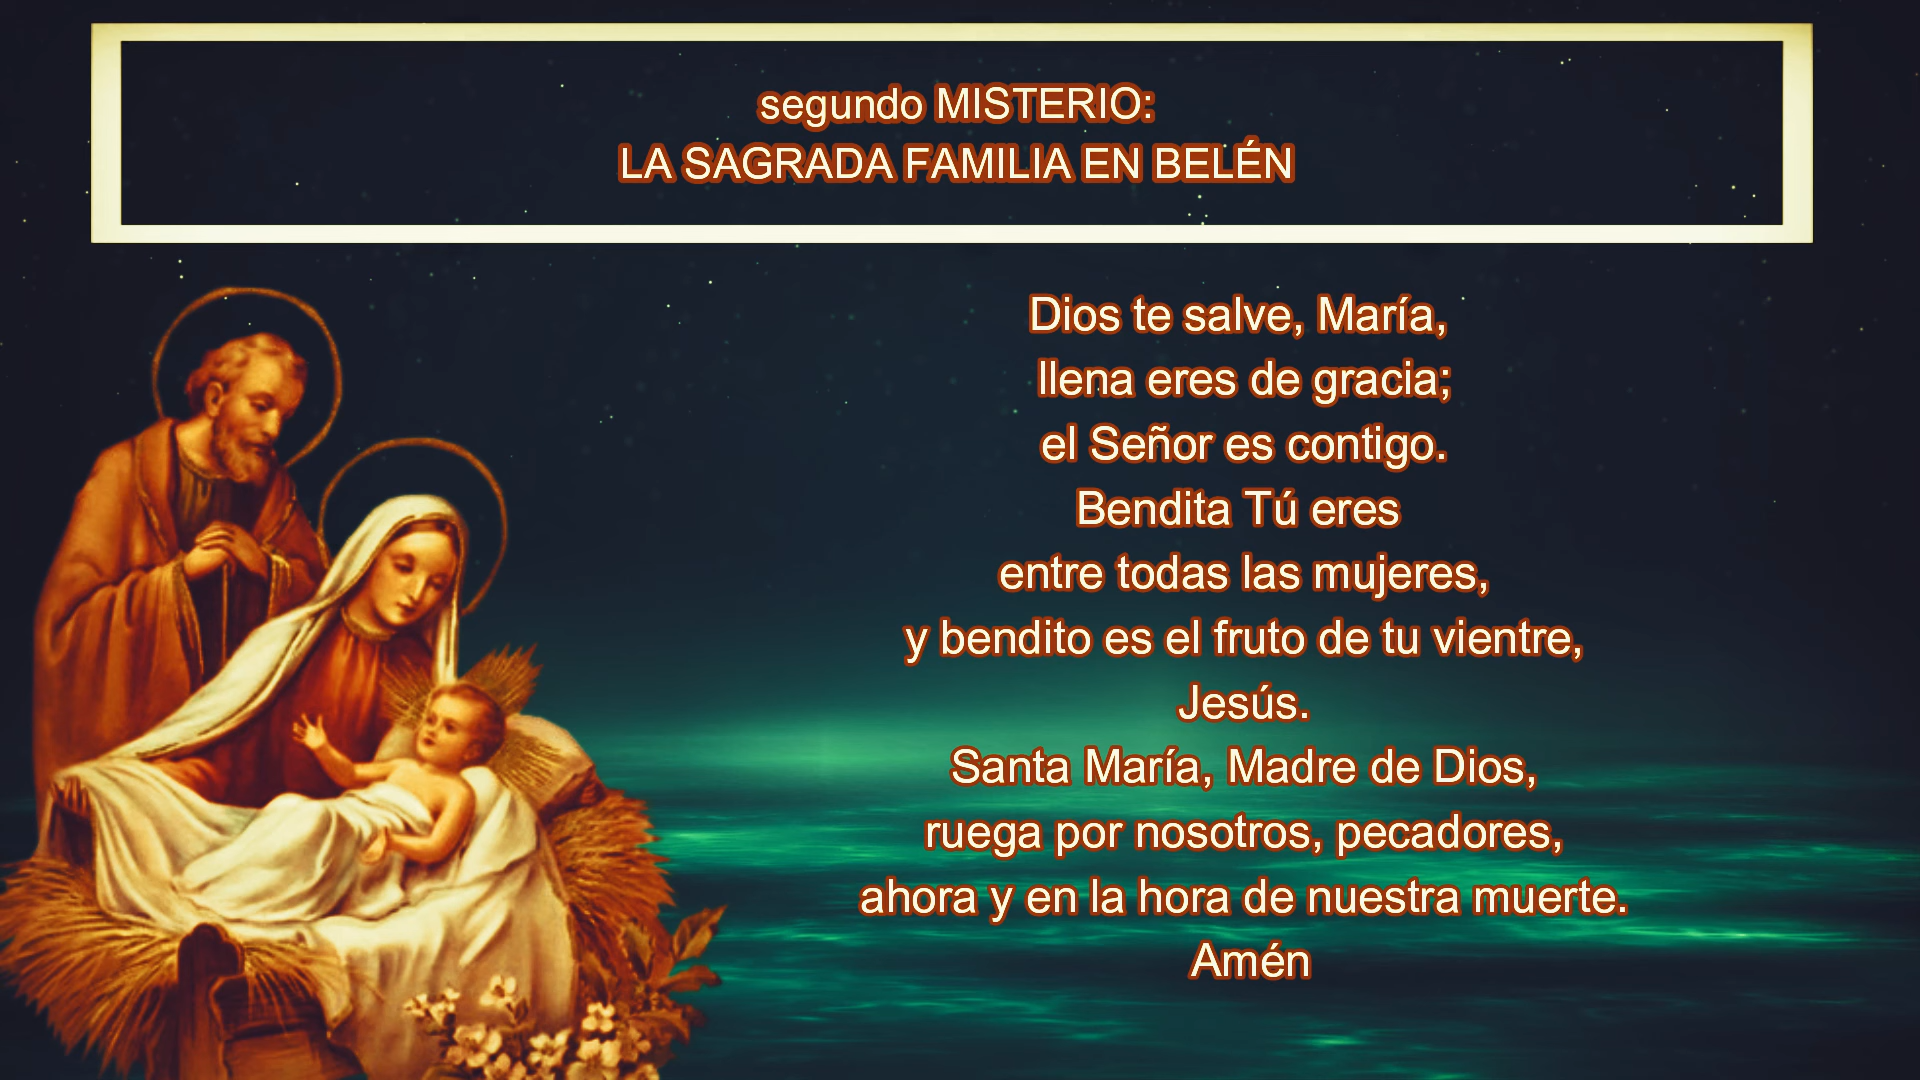 segundo MISTERIO:
LA SAGRADA FAMILIA EN BELÉN
Dios te salve, María,
llena eres de gracia;
el Señor es contigo.
Bendita Tú eres
entre todas las mujeres,
y bendito es el fruto de tu vientre,
Jesús.
Santa María, Madre de Dios,
ruega por nosotros, pecadores,
ahora y en la hora de nuestra muerte.
Amén